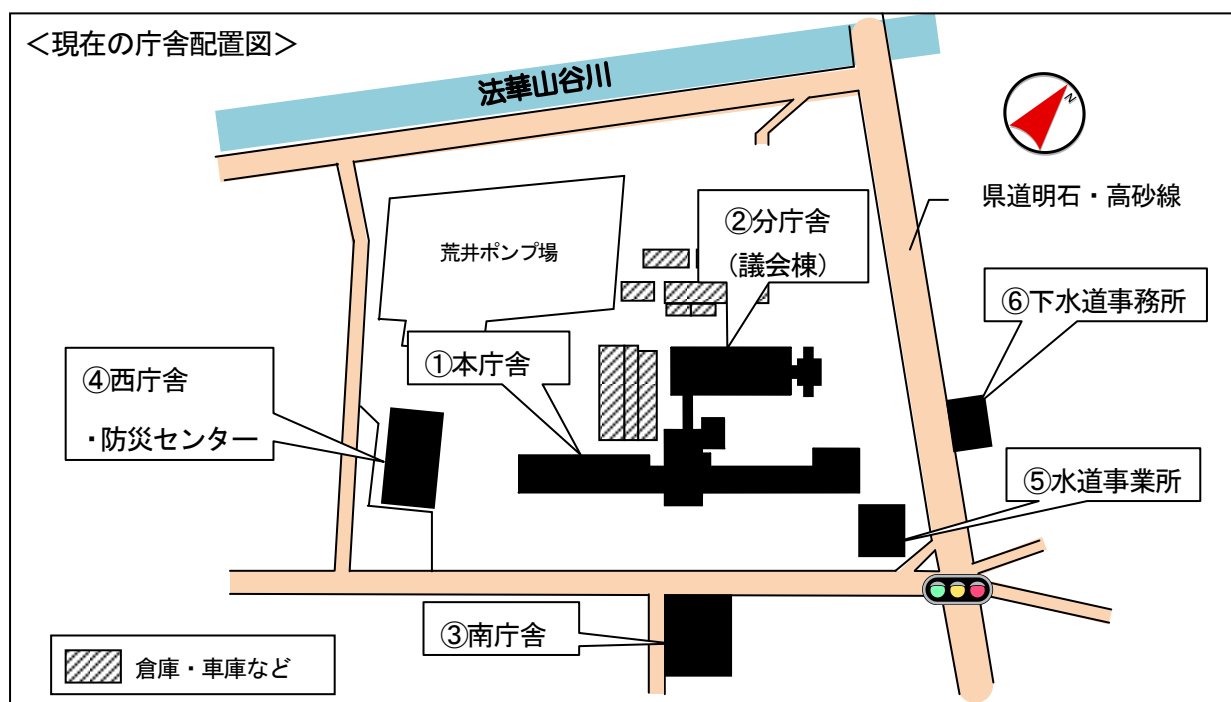 ＜現在の庁舎配置図＞
法華山谷川
N
県道明石・高砂線
荒井ポンプ場
②分庁舎
（議会棟）
⑥下水道事務所
①本庁舎
④西庁舎
・防災センター
⑤水道事業所
③南庁舎
倉庫・車庫など